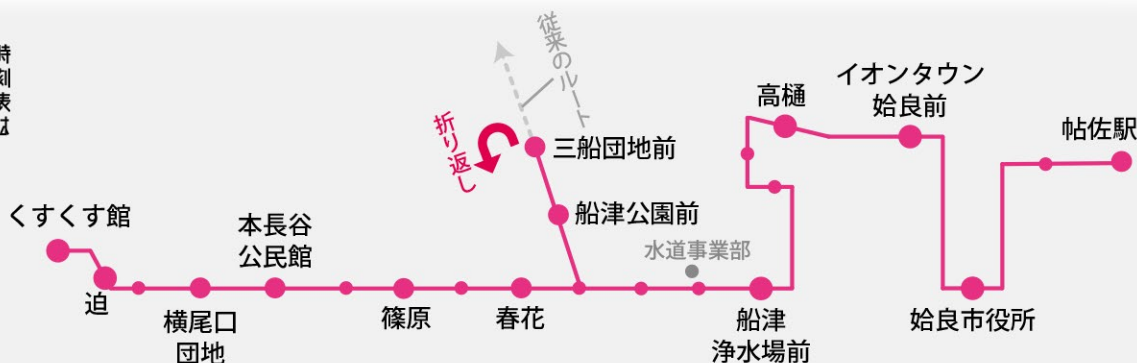 時刻表は
従来のルート
折り返し
三船団地前
船津公園前
水道事業部
高樋
イオンタウン
姶良前
帖佐駅
くすくす館
迫
横尾口
団地
本長谷
公民館
篠原
春花
船津
浄水場前
姶良市役所